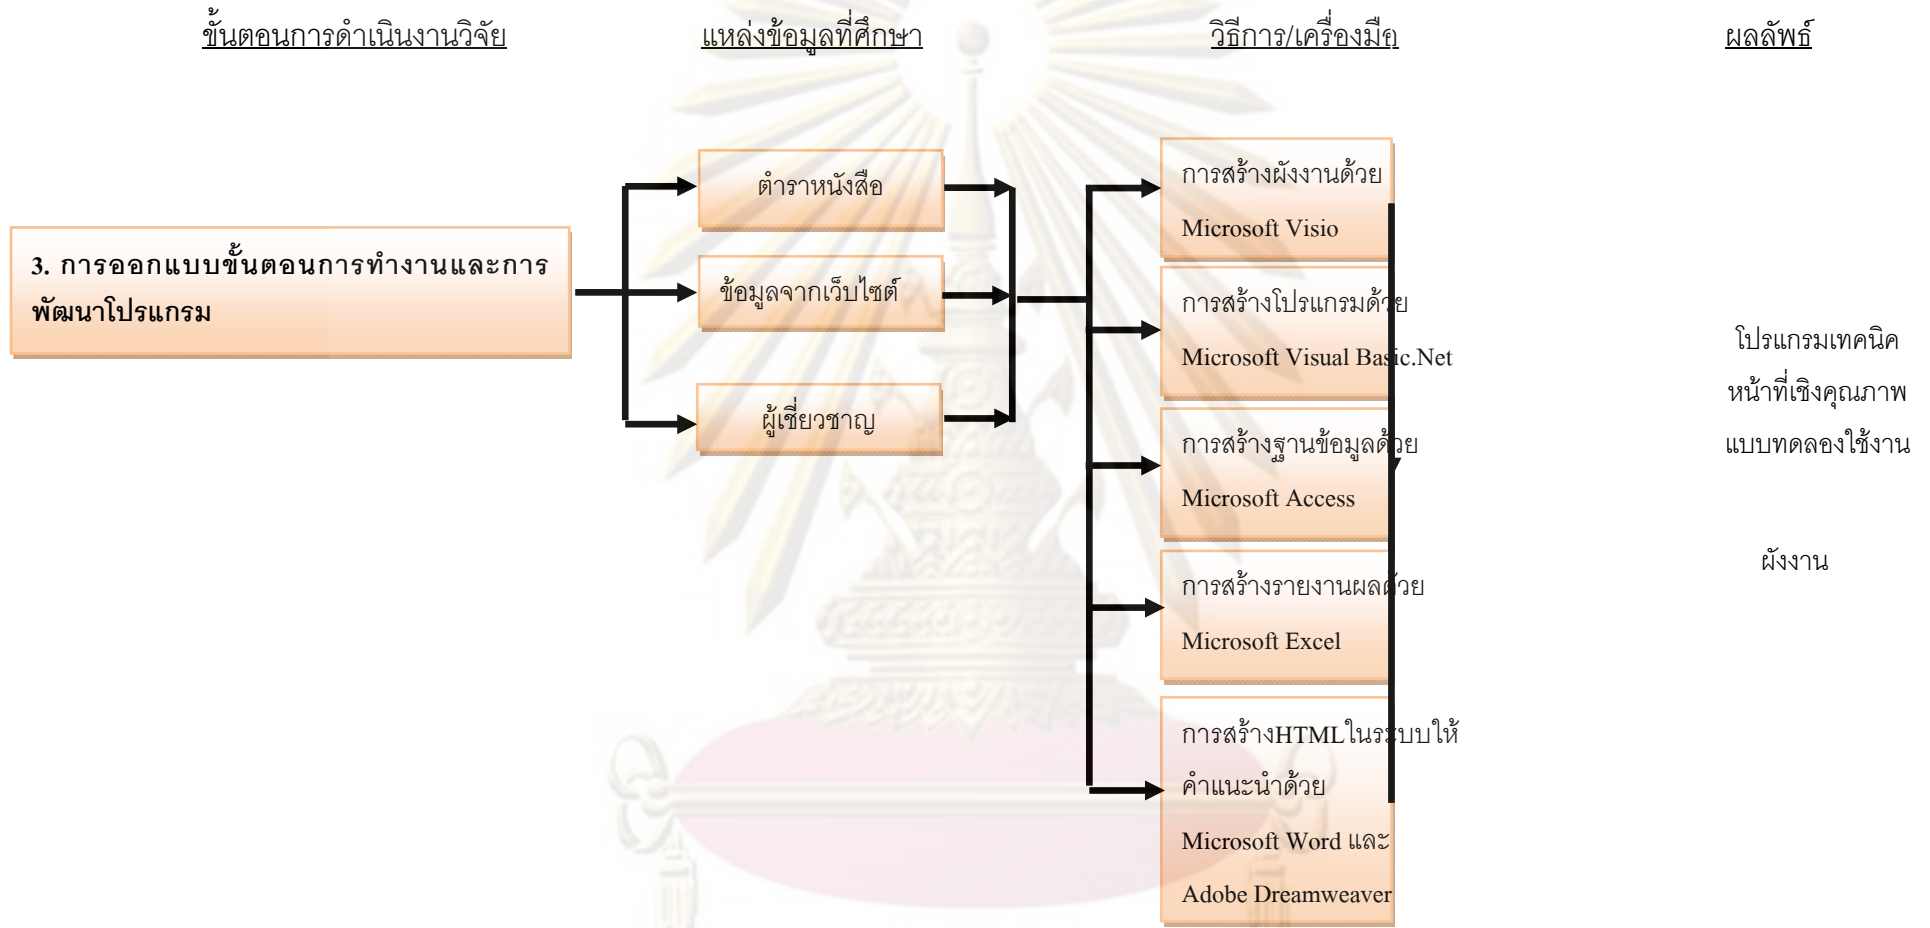 ขั้นตอนการดำเนินงานวิจัย
แหล่งข้อมูลที่ศึกษา
วิธีการ/เครื่องมือ
ผลลัพธ์
3. การออกแบบขั้นตอนการทำงานและการ
พัฒนาโปรแกรม
ตำราหนังสือ
ข้อมูลจากเว็บไซต์
ผู้เชี่ยวชาญ
การสร้างผังงานด้วย
Microsoft Visio
การสร้างโปรแกรมด้วย
Microsoft Visual Basic.Net
การสร้างฐานข้อมูลด้วย
Microsoft Access
การสร้างรายงานผลด้วย
Microsoft Excel
การสร้างHTMLในระบบให้
คำแนะนำด้วย
Microsoft Word และ
Adobe Dreamweaver
โปรแกรมเทคนิค
หน้าที่เชิงคุณภาพ
แบบทดลองใช้งาน
ผังงาน